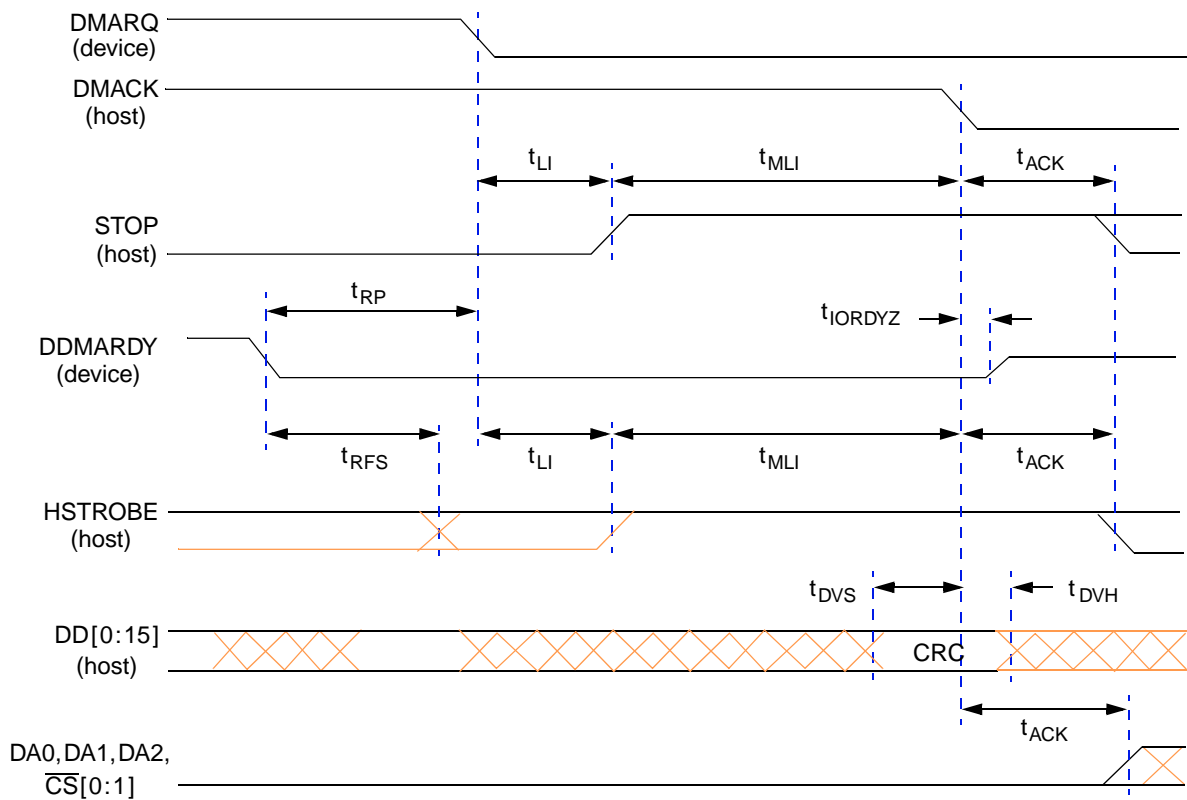 DMARQ
(device)
DMACK
(host)
tLI
tMLI
tACK
STOP
(host)
tRP
tIORDYZ
DDMARDY
(device)
tRFS
tLI
tMLI
tACK
HSTROBE
(host)
tDVS
tDVH
DD[0:15]
(host)
CRC
tACK
DA0,DA1,DA2,
C̅S̅[0:1]